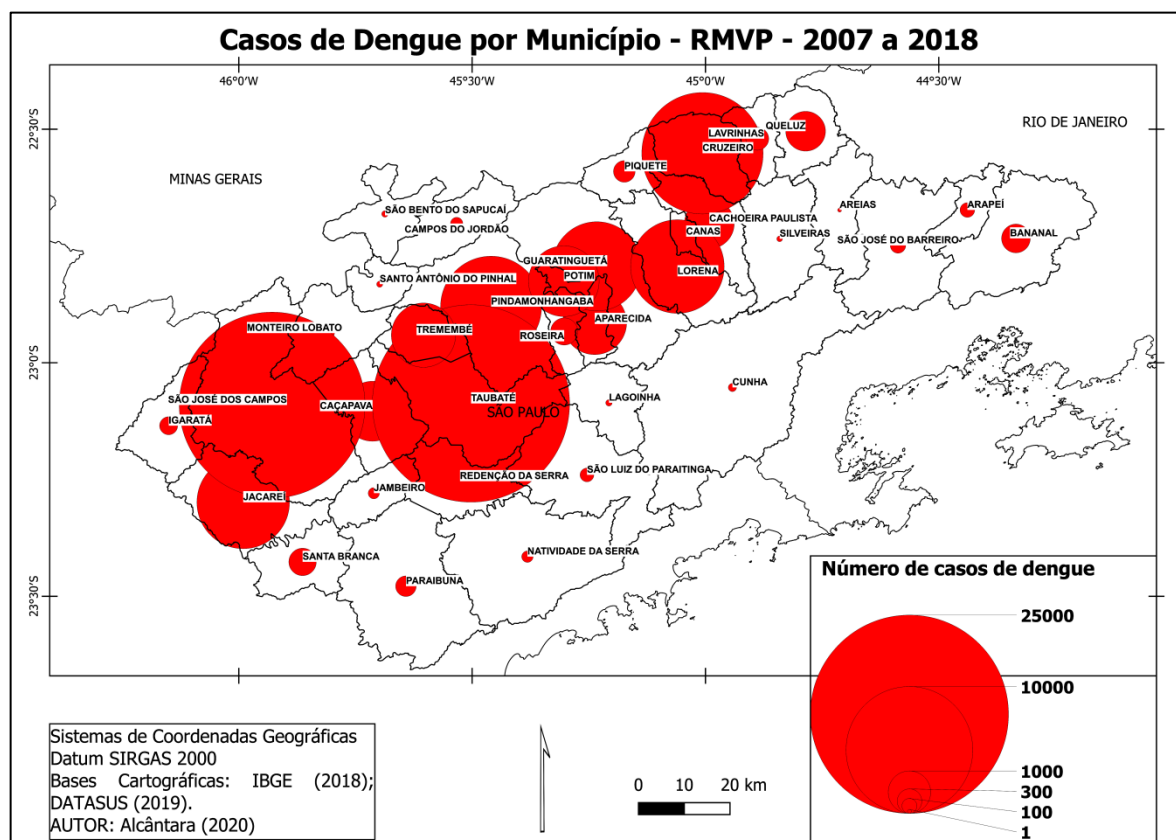 Casos de Dengue por Município - RMVP - 2007 a 2018
46°0'O
45°30'O
45°0'O
44°30'O
22°30'S
23°0'S
23°30'S
22°30'S
23°0'S
23°30'S
RIO DE JANEIRO
MINAS GERAIS
QUELUZ
LAVRINHAS
CRUZEIRO
PIQUETE
SÃO BENTO DO SAPUCAÍ
CAMPOS DO JORDÃO
CACHOEIRA PAULISTA
CANAS
SILVEIRAS
AREIAS
ARAPEÍ
SÃO JOSÉ DO BARREIRO
BANANAL
GUARATINGUETÁ
POTIM
LORENA
SANTO ANTÔNIO DO PINHAL
PINDAMONHANGABA
APARECIDA
MONTEIRO LOBATO
TREMEMBÉ
ROSEIRA
CUNHA
SÃO JOSÉ DOS CAMPOS
CAÇAPAVA
TAUBATÉ
LAGOINHA
SÃO PAULO
IGARATÁ
REDENÇÃO DA SERRA
SÃO LUIZ DO PARAITINGA
JACAREÍ
JAMBEIRO
SANTA BRANCA
NATIVIDADE DA SERRA
PARAIBUNA
Número de casos de dengue
25000
10000
1000
300
100
1
Sistemas de Coordenadas Geográficas
Datum SIRGAS 2000
Bases Cartográficas: IBGE (2018);
DATASUS (2019).
AUTOR: Alcântara (2020)
0 10 20 km